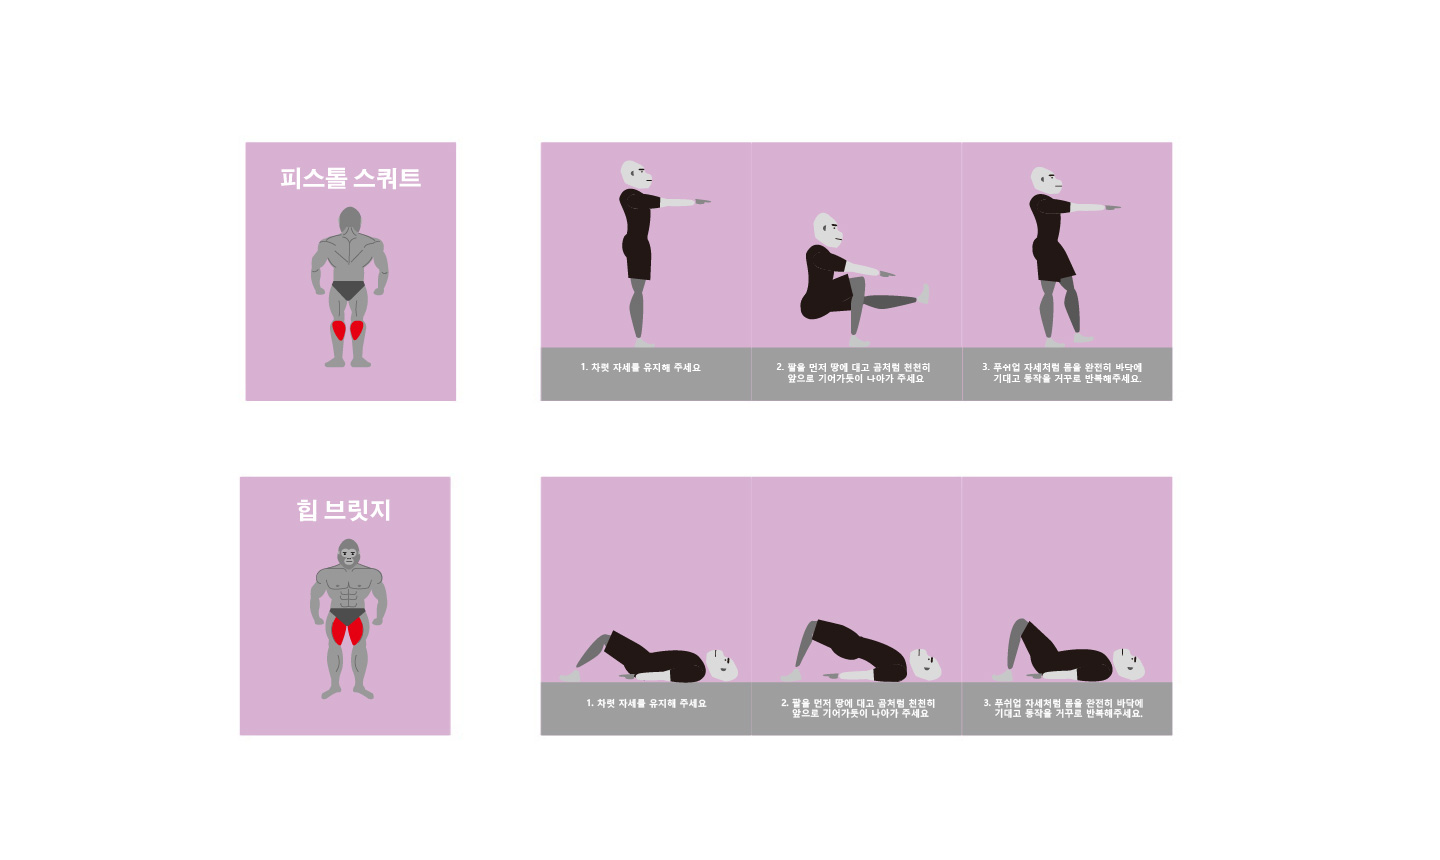 피스톨 스쿼트
1. 차렷 자세를 유지해 주세요
2. 팔을 먼저 땅에 대고 곰처럼 천천히
앞으로 기어가듯이 나아가 주세요
3. 푸쉬업 자세처럼 몸을 완전히 바닥에
기대고 동작을 거꾸로 반복해주세요.
힙 브릿지
1. 차렷 자세를 유지해 주세요
2. 팔을 먼저 땅에 대고 곰처럼 천천히
앞으로 기어가듯이 나아가 주세요
3. 푸쉬업 자세처럼 몸을 완전히 바닥에
기대고 동작을 거꾸로 반복해주세요.